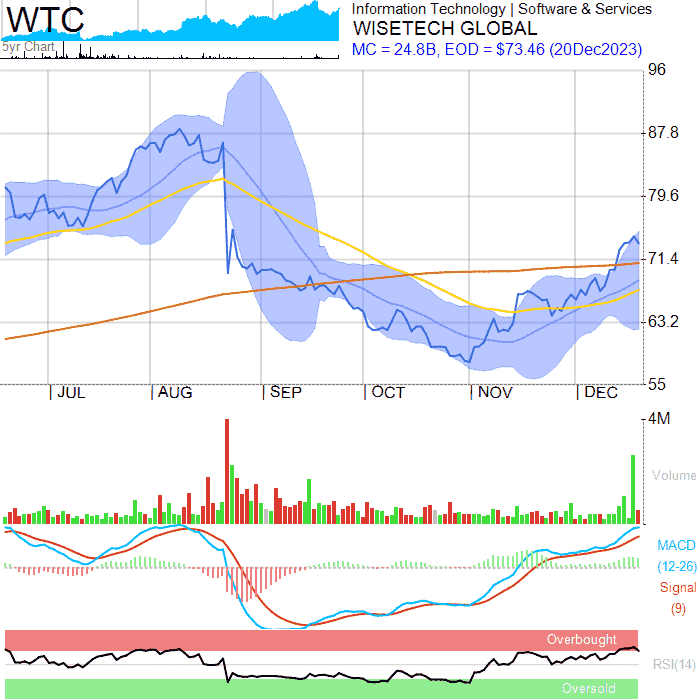 WTC
5yr Chart
Information Technology | Software & Services
WISETECH GLOBAL
MC = 24.8B, EOD = $73.46 (20Dec2023)
96
87.8
79.6
71.4
63.2
55
JUL AUG SEP OCT NOV DEC
4M
Volume
MACD
(12-26)
Signal
(9)
Overbought
RSI(14)
Oversold